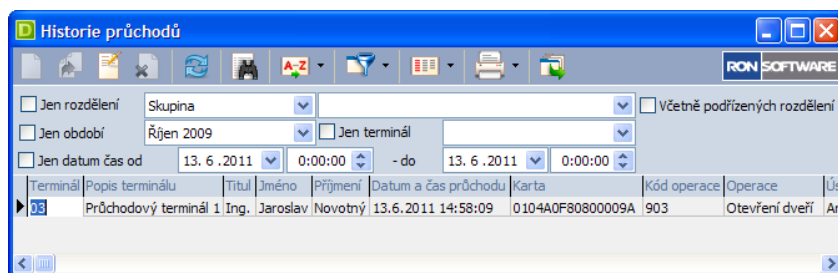 Historie průchodů
A-Z
RON SOFTWARE
Jen rozdělení Skupina Včetně podřízených rozdělení
Jen období Říjen 2009 Jen terminál
Jen datum čas od 13. 6 .2011 0:00:00 - do 13. 6 .2011 0:00:00
Terminál Popis terminálu Titul Jméno Příjmení Datum a čas průchodu Karta Kód operace Operace Ús
03 Průchodový terminál 1 Ing. Jaroslav Novotný 13.6.2011 14:58:09 0104A0F80800009A 903 Otevření dveří